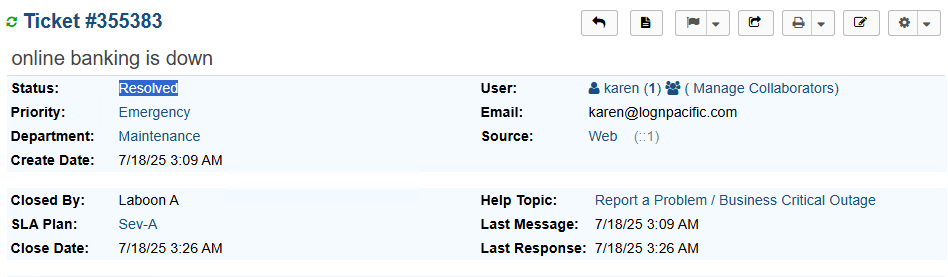 Ticket #355383
online banking is down
Status: Resolved
User: karen (1) ( Manage Collaborators)
Priority: Emergency
Email: karen@lognpacific.com
Department: Maintenance
Source: Web (::1)
Create Date: 7/18/25 3:09 AM
Closed By: Laboon A
Help Topic: Report a Problem / Business Critical Outage
SLA Plan: Sev-A
Last Message: 7/18/25 3:09 AM
Close Date: 7/18/25 3:26 AM
Last Response: 7/18/25 3:26 AM